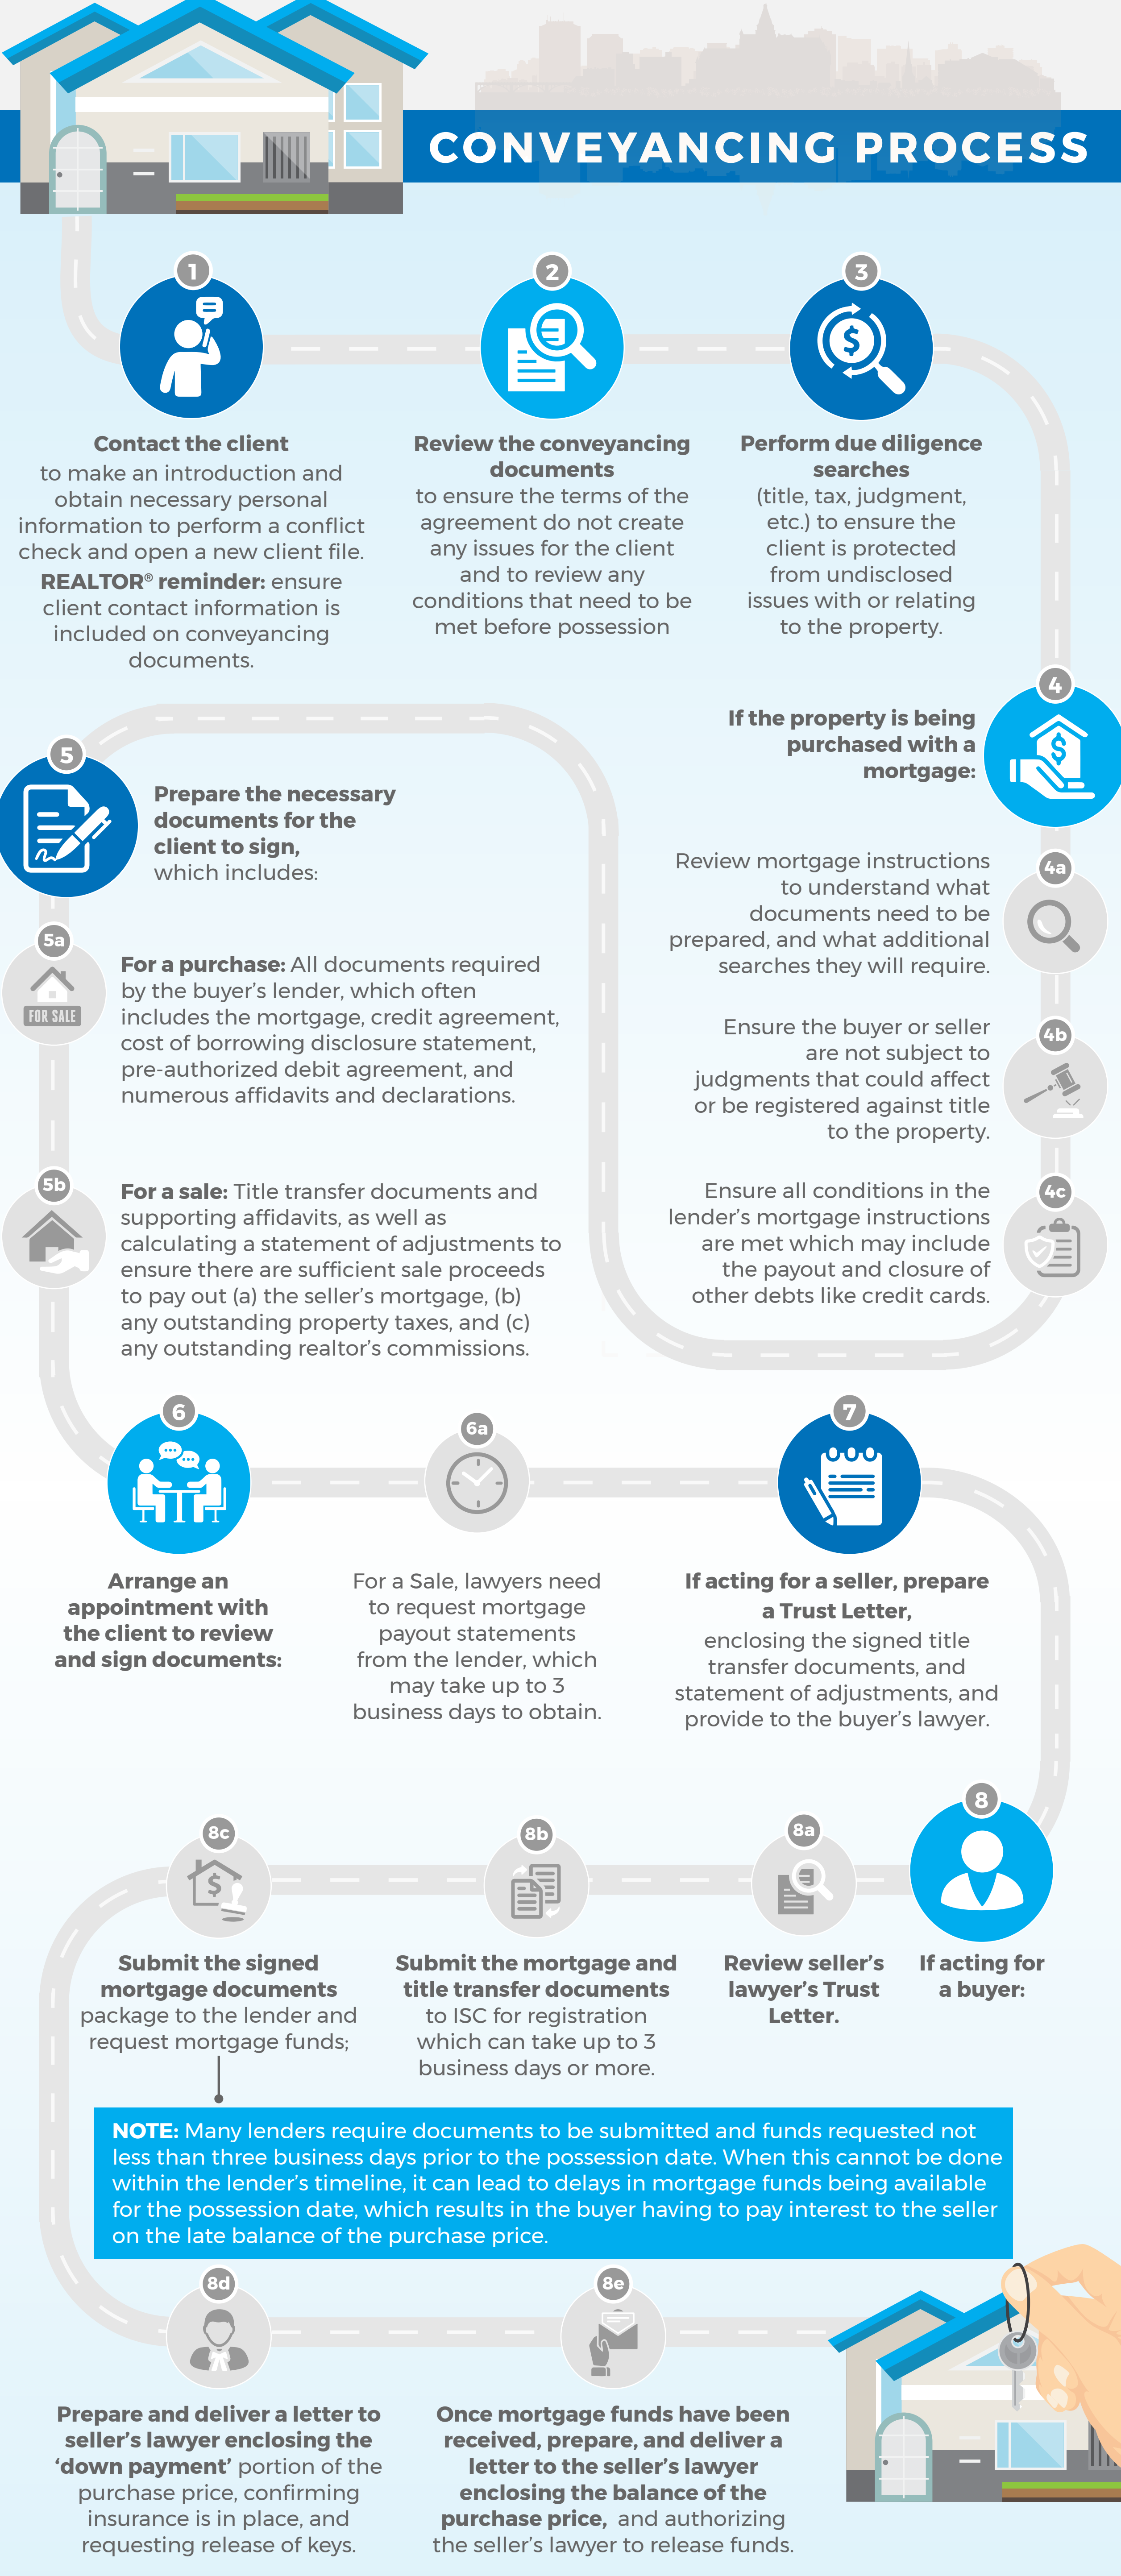 CONVEYANCING PROCESS
1
Contact the client
to make an introduction and
obtain necessary personal
information to perform a conflict
check and open a new client file.
REALTOR® reminder: ensure
client contact information is
included on conveyancing
documents.
2
Review the conveyancing
documents
to ensure the terms of the
agreement do not create
any issues for the client
and to review any
conditions that need to be
met before possession
3
$
Perform due diligence
searches
(title, tax, judgment,
etc.) to ensure the
client is protected
from undisclosed
issues with or relating
to the property.
4
$
If the property is being
purchased with a
mortgage:
4a
Review mortgage instructions
to understand what
documents need to be
prepared, and what additional
searches they will require.
4b
Ensure the buyer or seller
are not subject to
judgments that could affect
or be registered against title
to the property.
4c
Ensure all conditions in the
lender's mortgage instructions
are met which may include
the payout and closure of
other debts like credit cards.
5
Prepare the necessary
documents for the
client to sign,
which includes:
5a
FOR SALE
For a purchase: All documents required
by the buyer's lender, which often
includes the mortgage, credit agreement,
cost of borrowing disclosure statement,
pre-authorized debit agreement, and
numerous affidavits and declarations.
5b
For a sale: Title transfer documents and
supporting affidavits, as well as
calculating a statement of adjustments to
ensure there are sufficient sale proceeds
to pay out (a) the seller's mortgage, (b)
any outstanding property taxes, and (c)
any outstanding realtor's commissions.
6
Arrange an
appointment with
the client to review
and sign documents:
6a
For a Sale, lawyers need
to request mortgage
payout statements
from the lender, which
may take up to 3
business days to obtain.
7
If acting for a seller, prepare
a Trust Letter,
enclosing the signed title
transfer documents, and
statement of adjustments, and
provide to the buyer's lawyer.
8
If acting for
a buyer:
8a
Review seller's
lawyer's Trust
Letter.
8b
Submit the mortgage and
title transfer documents
to ISC for registration
which can take up to 3
business days or more.
8c
$
Submit the signed
mortgage documents
package to the lender and
request mortgage funds;
NOTE: Many lenders require documents to be submitted and funds requested not
less than three business days prior to the possession date. When this cannot be done
within the lender's timeline, it can lead to delays in mortgage funds being available
for the possession date, which results in the buyer having to pay interest to the seller
on the late balance of the purchase price.
8d
Prepare and deliver a letter to
seller's lawyer enclosing the
'down payment' portion of the
purchase price, confirming
insurance is in place, and
requesting release of keys.
8e
Once mortgage funds have been
received, prepare, and deliver a
letter to the seller's lawyer
enclosing the balance of the
purchase price, and authorizing
the seller's lawyer to release funds.